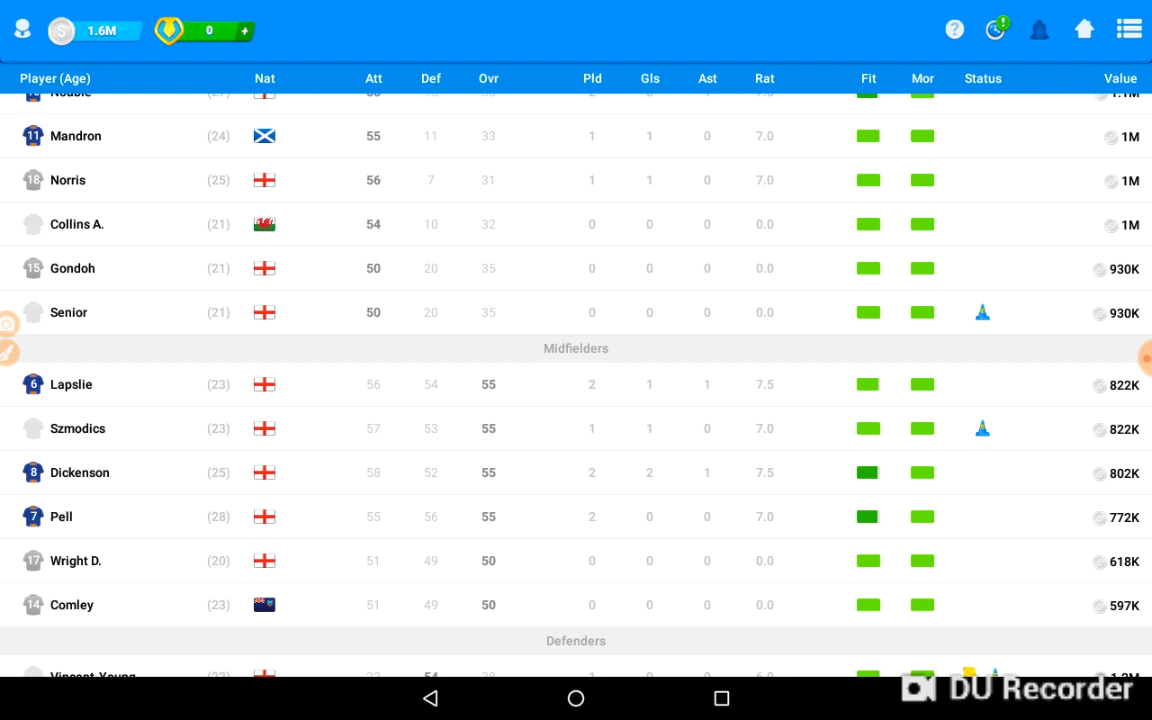 1.6M 0 +
Player (Age) Nat Att Def Ovr Pld Gls Ast Rat Fit Mor Status Value
11 Mandron (24) 55 11 33 1 1 0 7.0 1M
18 Norris (25) 56 7 31 1 1 0 7.0 1M
Collins A. (21) 54 10 32 0 0 0 0.0 1M
15 Gondoh (21) 50 20 35 0 0 0 0.0 930K
Senior (21) 50 20 35 0 0 0 0.0 930K
Midfielders
6 Lapslie (23) 56 54 55 2 1 1 7.5 822K
Szmodics (23) 57 53 55 1 1 0 7.0 822K
8 Dickenson (25) 58 52 55 2 2 1 7.5 802K
7 Pell (28) 55 56 55 2 0 0 7.0 772K
17 Wright D. (20) 51 49 50 0 0 0 0.0 618K
14 Comley (23) 51 49 50 0 0 0 0.0 597K
Defenders
Vincent-Young
DU Recorder